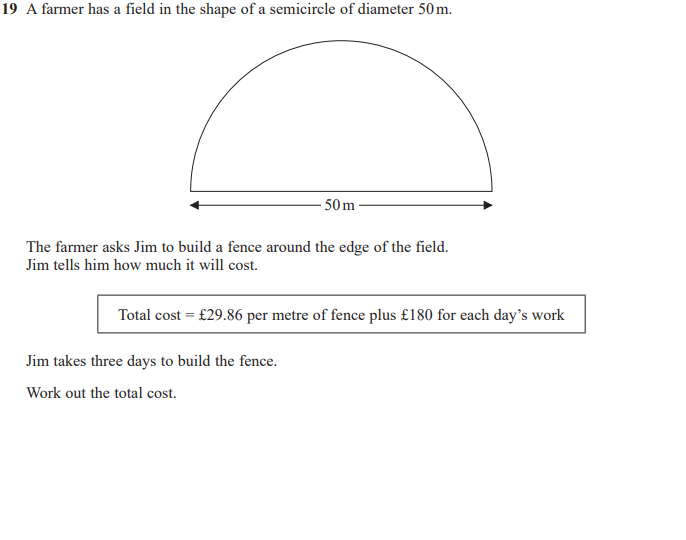 19 A farmer has a field in the shape of a semicircle of diameter 50 m.
50 m
The farmer asks Jim to build a fence around the edge of the field.
Jim tells him how much it will cost.
Total cost = £29.86 per metre of fence plus £180 for each day’s work
Jim takes three days to build the fence.
Work out the total cost.